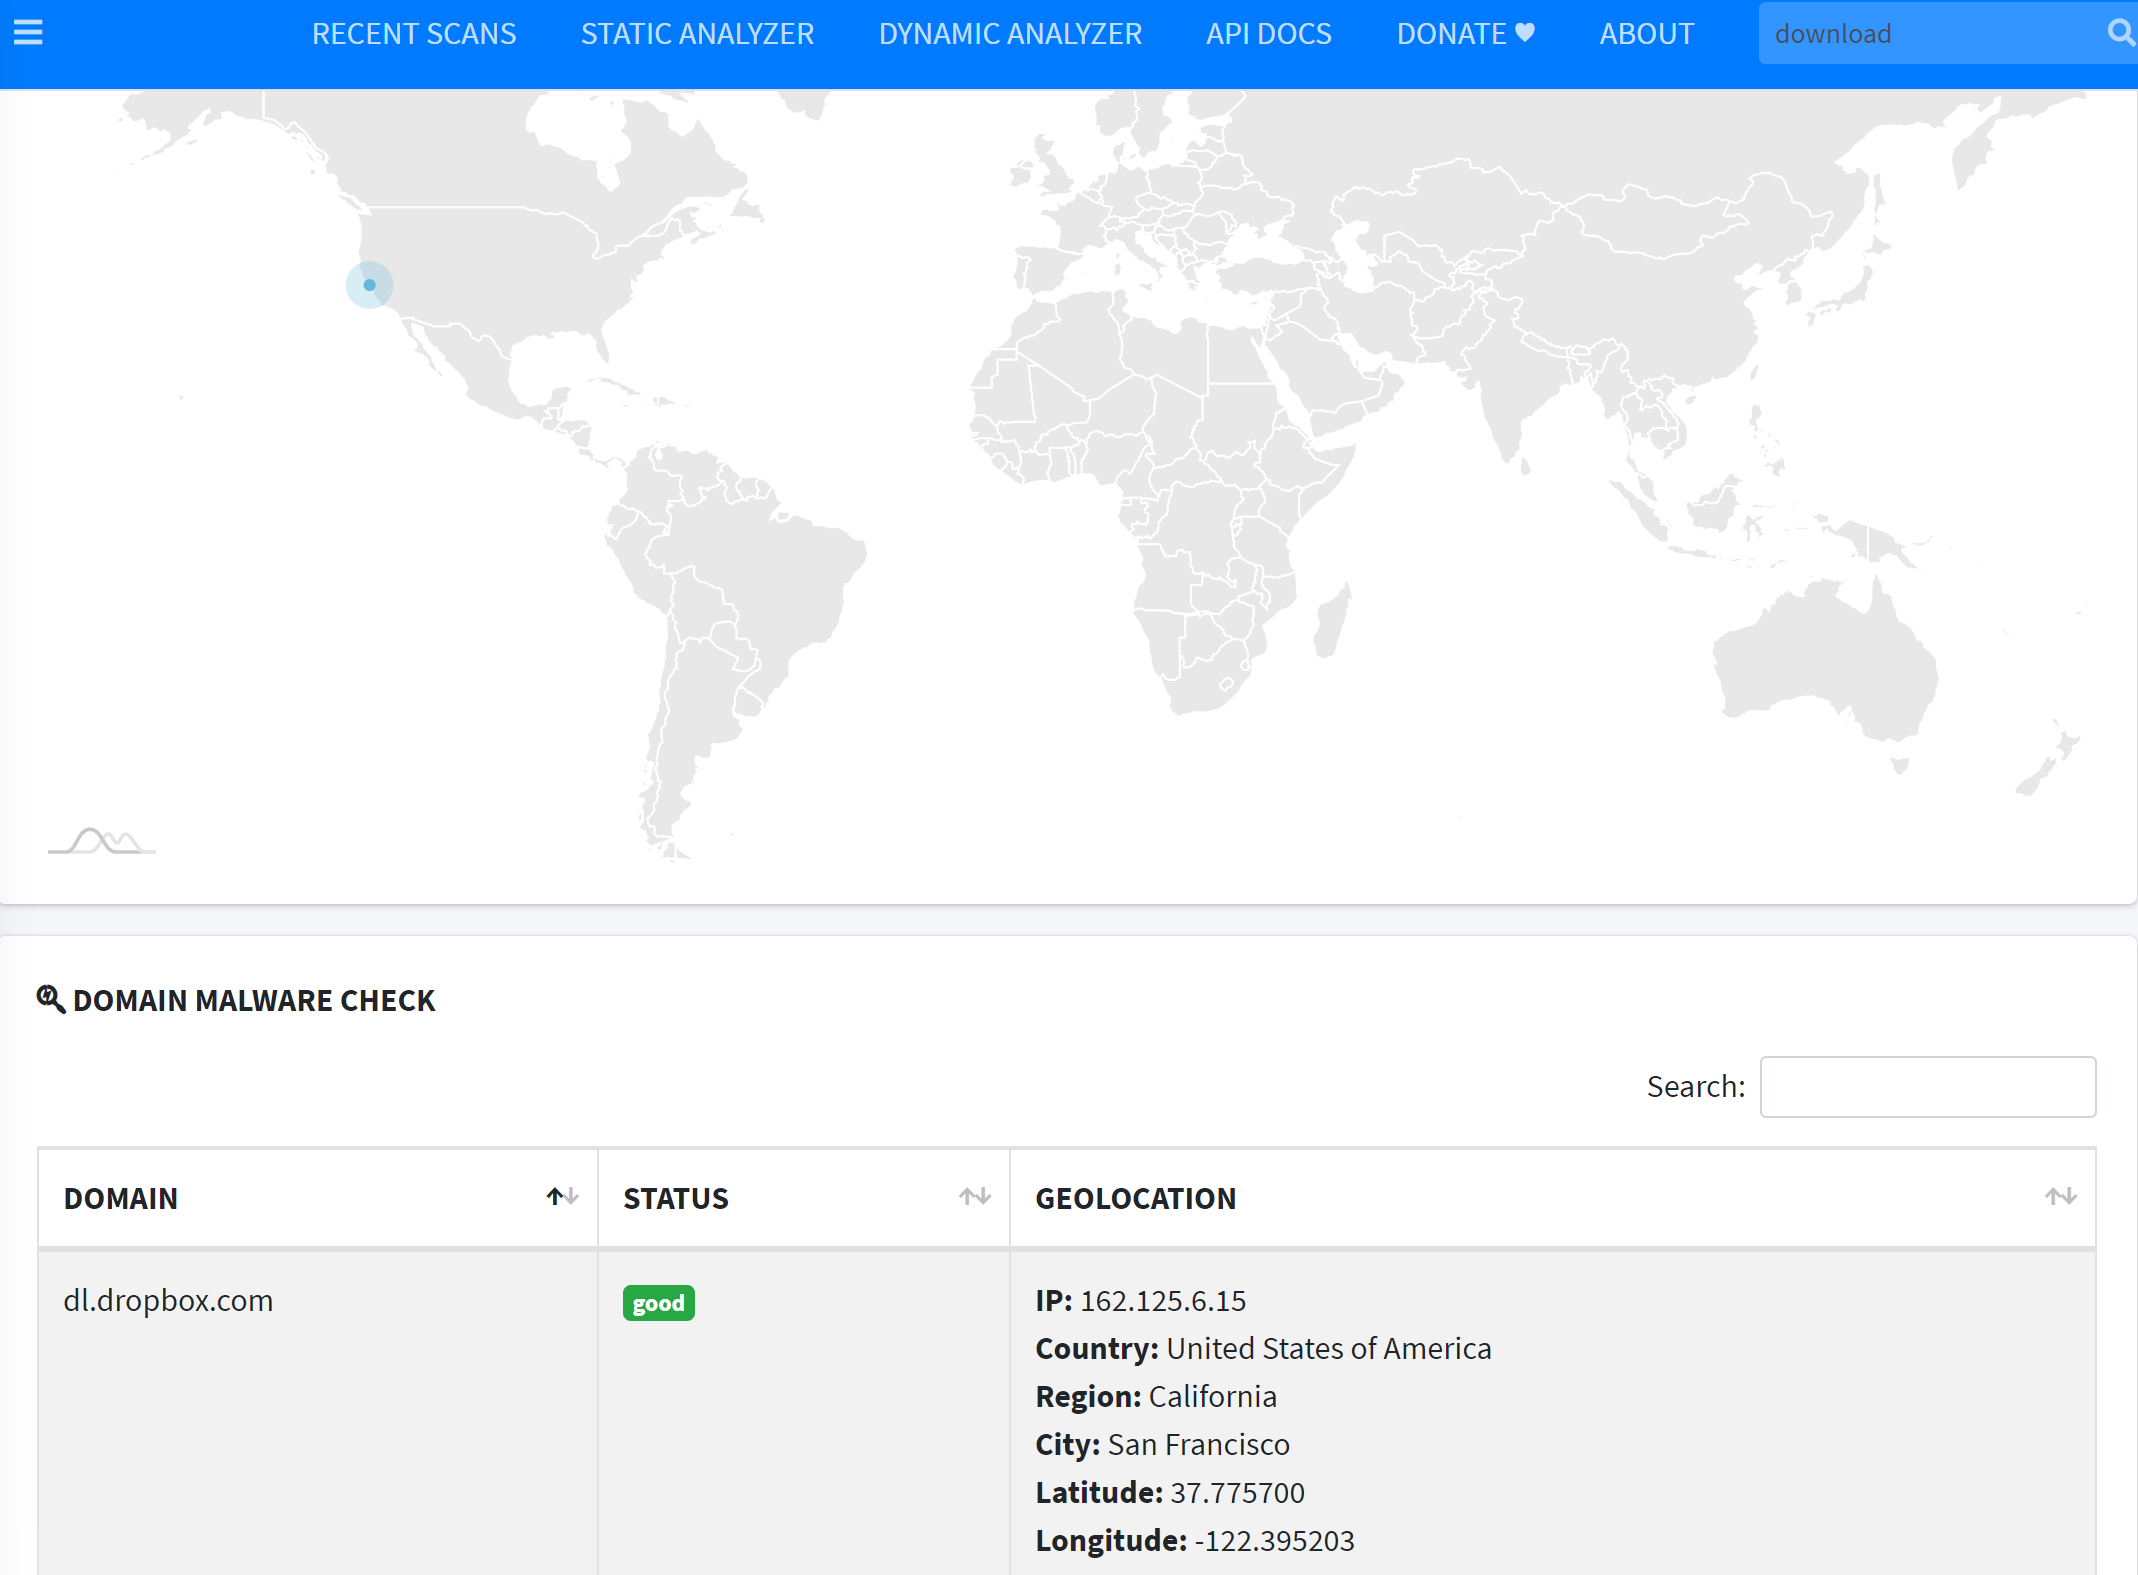 RECENT SCANS STATIC ANALYZER DYNAMIC ANALYZER API DOCS DONATE ♥ ABOUT download
DOMAIN MALWARE CHECK
Search:
DOMAIN STATUS GEOLOCATION
dl.dropbox.com good IP: 162.125.6.15
Country: United States of America
Region: California
City: San Francisco
Latitude: 37.775700
Longitude: -122.395203